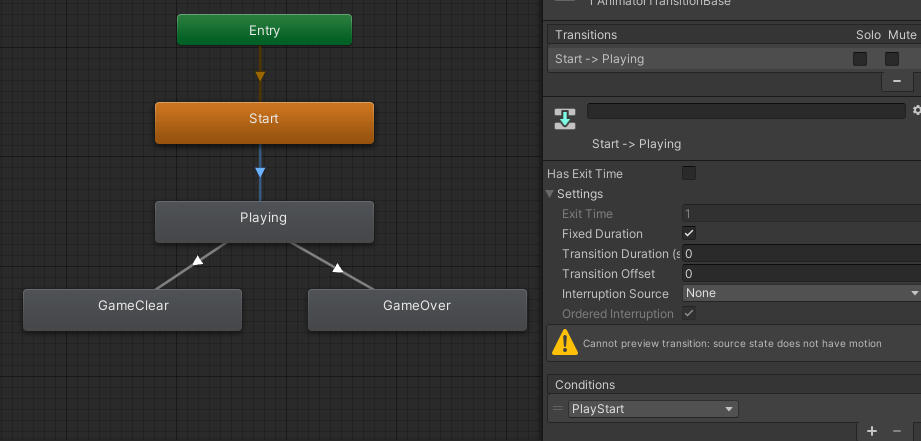 1 AnimatorTransitionBase
Entry
Start
Playing
GameClear
GameOver
Transitions Solo Mute
Start -> Playing
Start -> Playing
Has Exit Time
Settings
Exit Time 1
Fixed Duration
Transition Duration (s 0
Transition Offset 0
Interruption Source None
Ordered Interruption
Cannot preview transition: source state does not have motion
Conditions
PlayStart